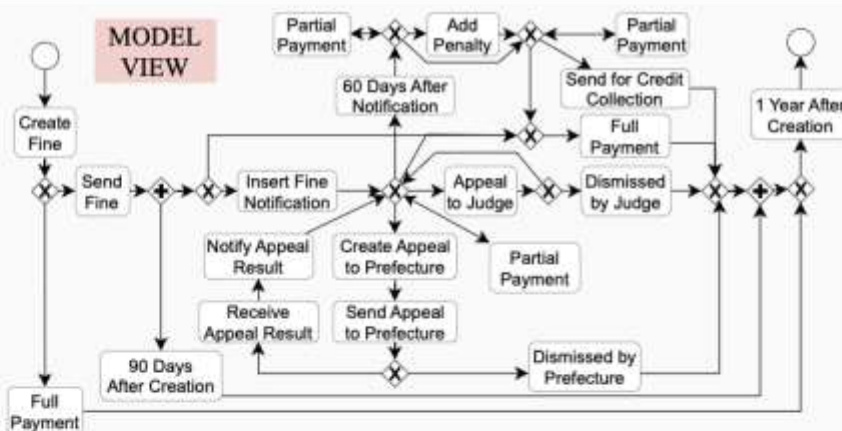 MODEL
VIEW
Partial
Payment
Add
Penalty
Partial
Payment
60 Days After
Notification
Send for Credit
Collection
1 Year After
Creation
Create
Fine
Full
Payment
Send
Fine
Insert Fine
Notification
Appeal
to Judge
Dismissed
by Judge
Notify Appeal
Result
Create Appeal
to Prefecture
Partial
Payment
Receive
Appeal Result
Send Appeal
to Prefecture
90 Days
After Creation
Dismissed by
Prefecture
Full
Payment